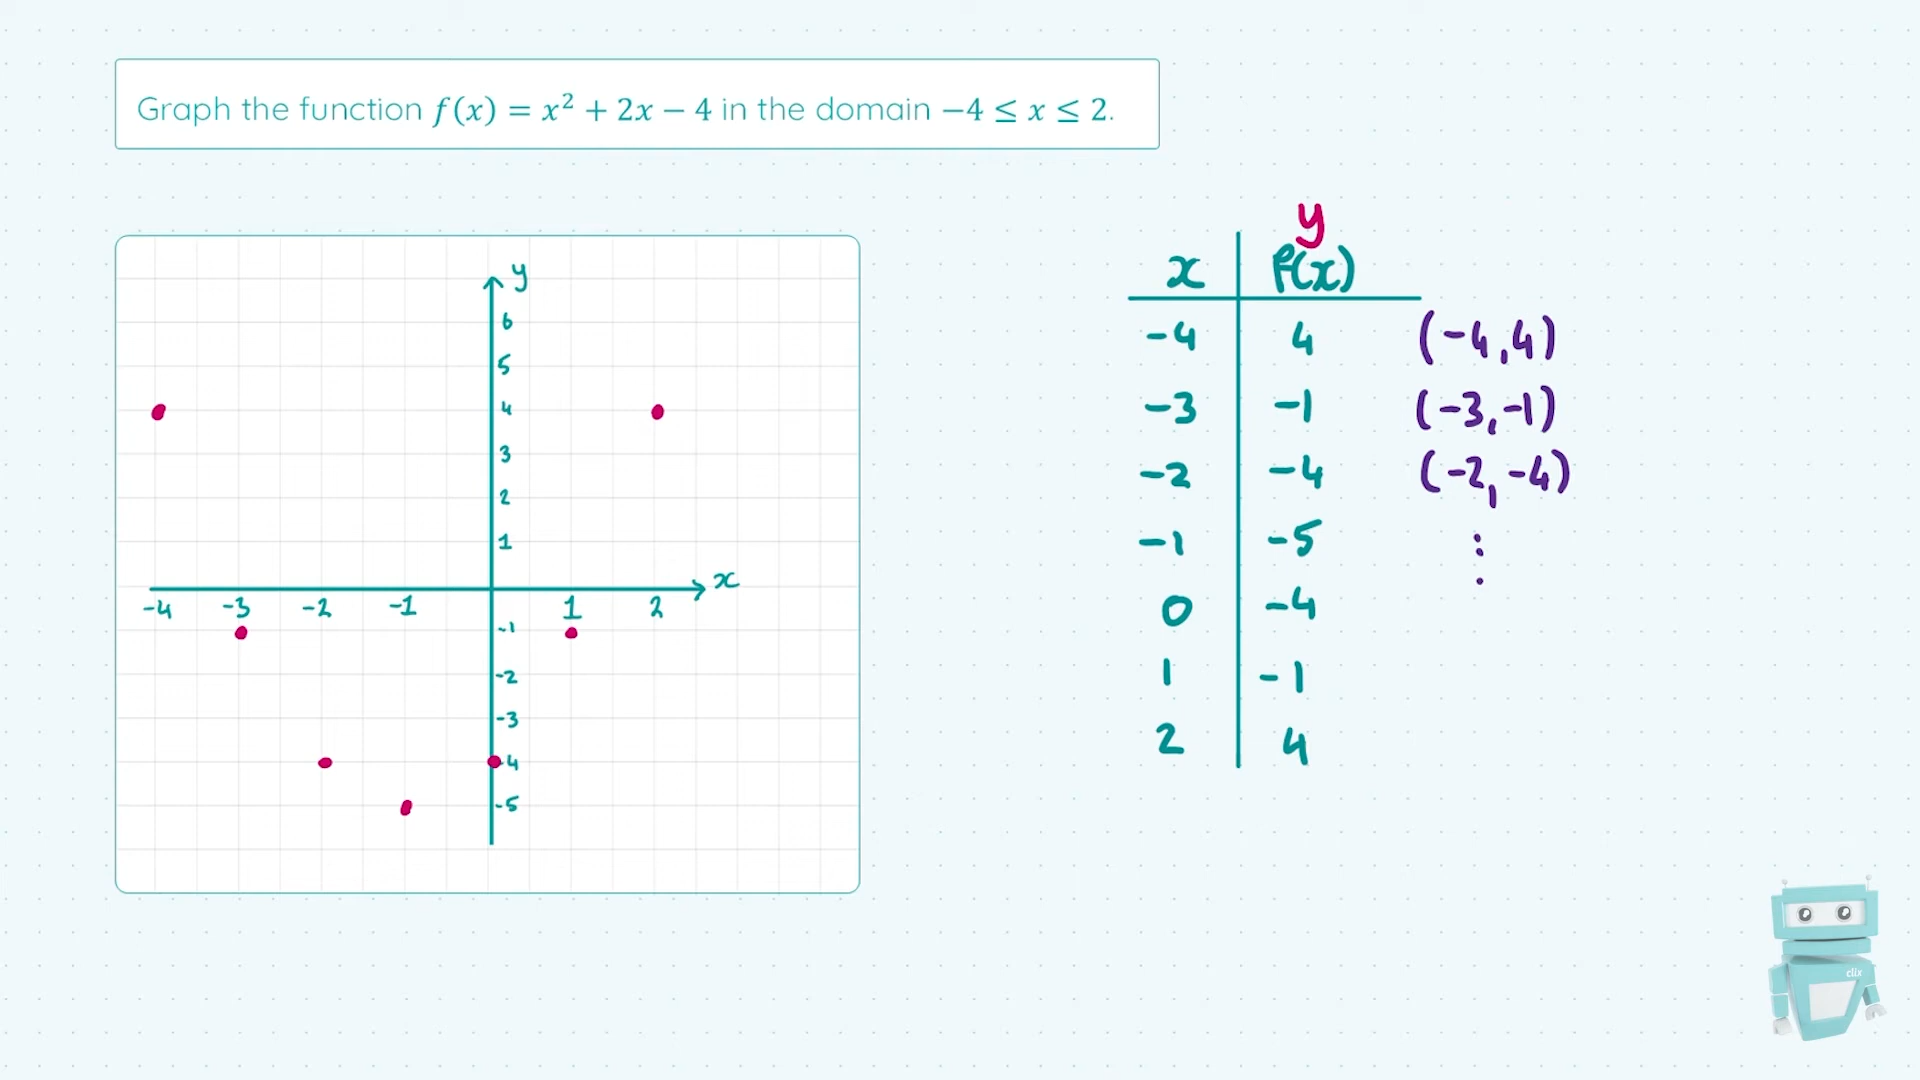 Graph the function f(x) = x² + 2x − 4 in the domain −4 ≤ x ≤ 2.
y
6
5
4
3
2
1
x
-4 -3 -2 -1 1 2
-1
-2
-3
-4
-5
y
x f(x)
-4 4 (-4,4)
-3 -1 (-3,-1)
-2 -4 (-2,-4)
-1 -5 ⋮
0 -4
1 -1
2 4
clix